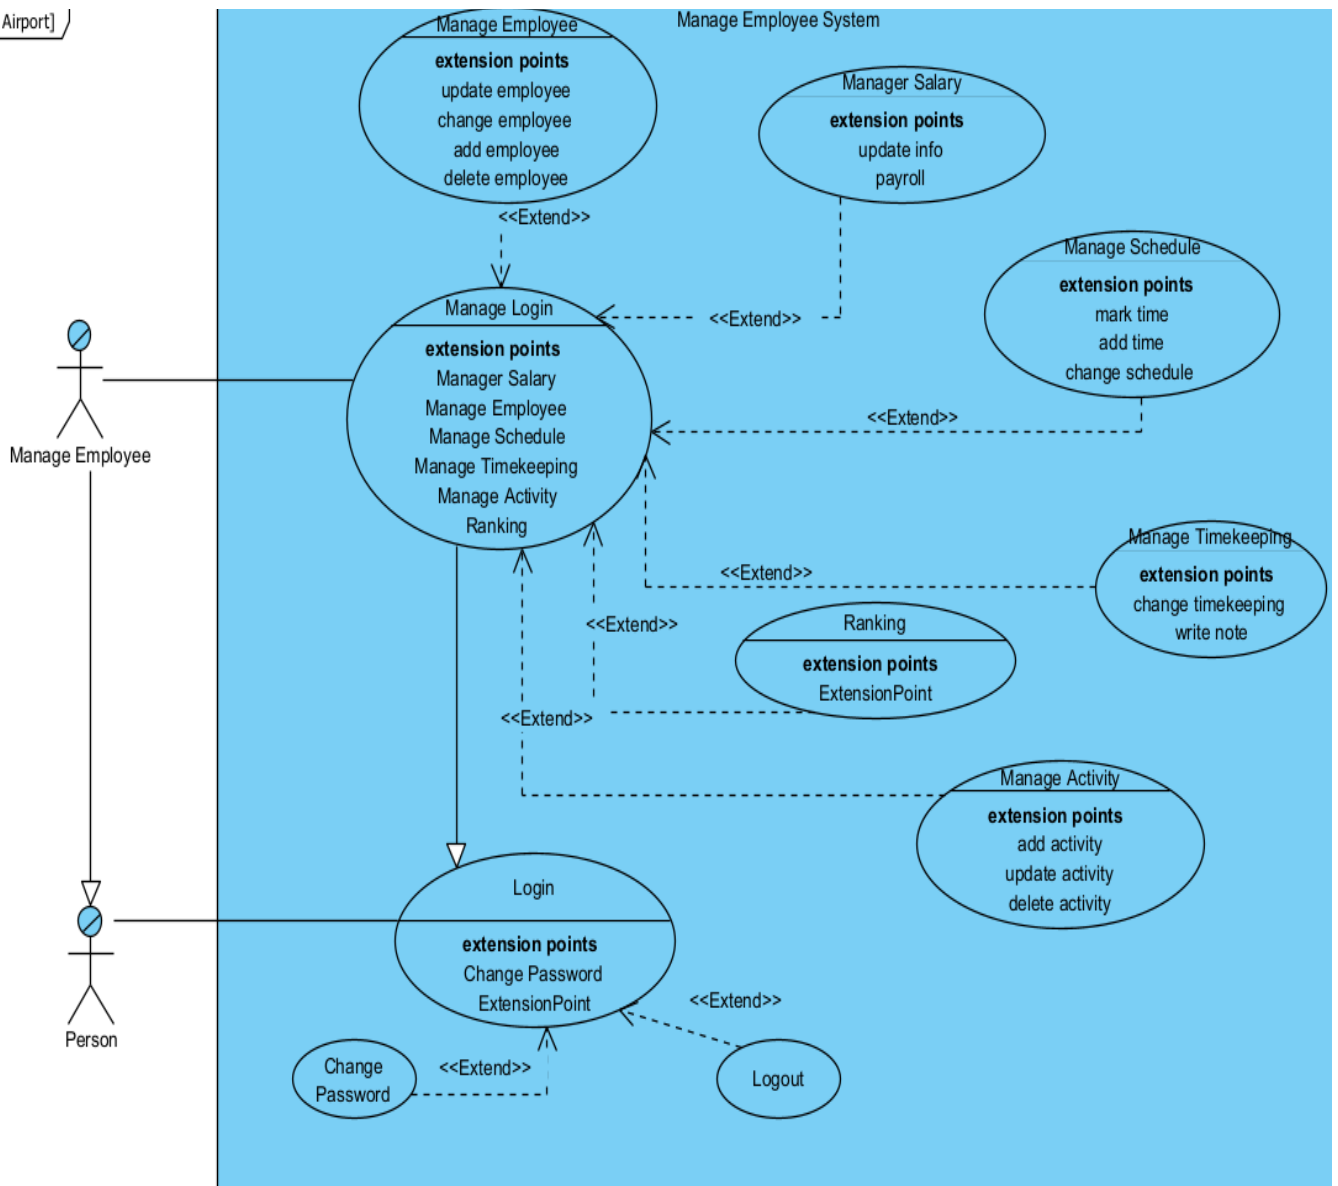 Airport]
Manage Employee System
Manage Employee
extension points
update employee
change employee
add employee
delete employee
Manager Salary
extension points
update info
payroll
<<Extend>>
Manage Schedule
extension points
mark time
add time
change schedule
Manage Login
extension points
Manager Salary
Manage Employee
Manage Schedule
Manage Timekeeping
Manage Activity
Ranking
<<Extend>>
<<Extend>>
Manage Employee
Manage Timekeeping
extension points
change timekeeping
write note
<<Extend>>
<<Extend>>
Ranking
extension points
ExtensionPoint
<<Extend>>
Manage Activity
extension points
add activity
update activity
delete activity
Login
extension points
Change Password
ExtensionPoint
<<Extend>>
Person
Change
Password
<<Extend>>
Logout